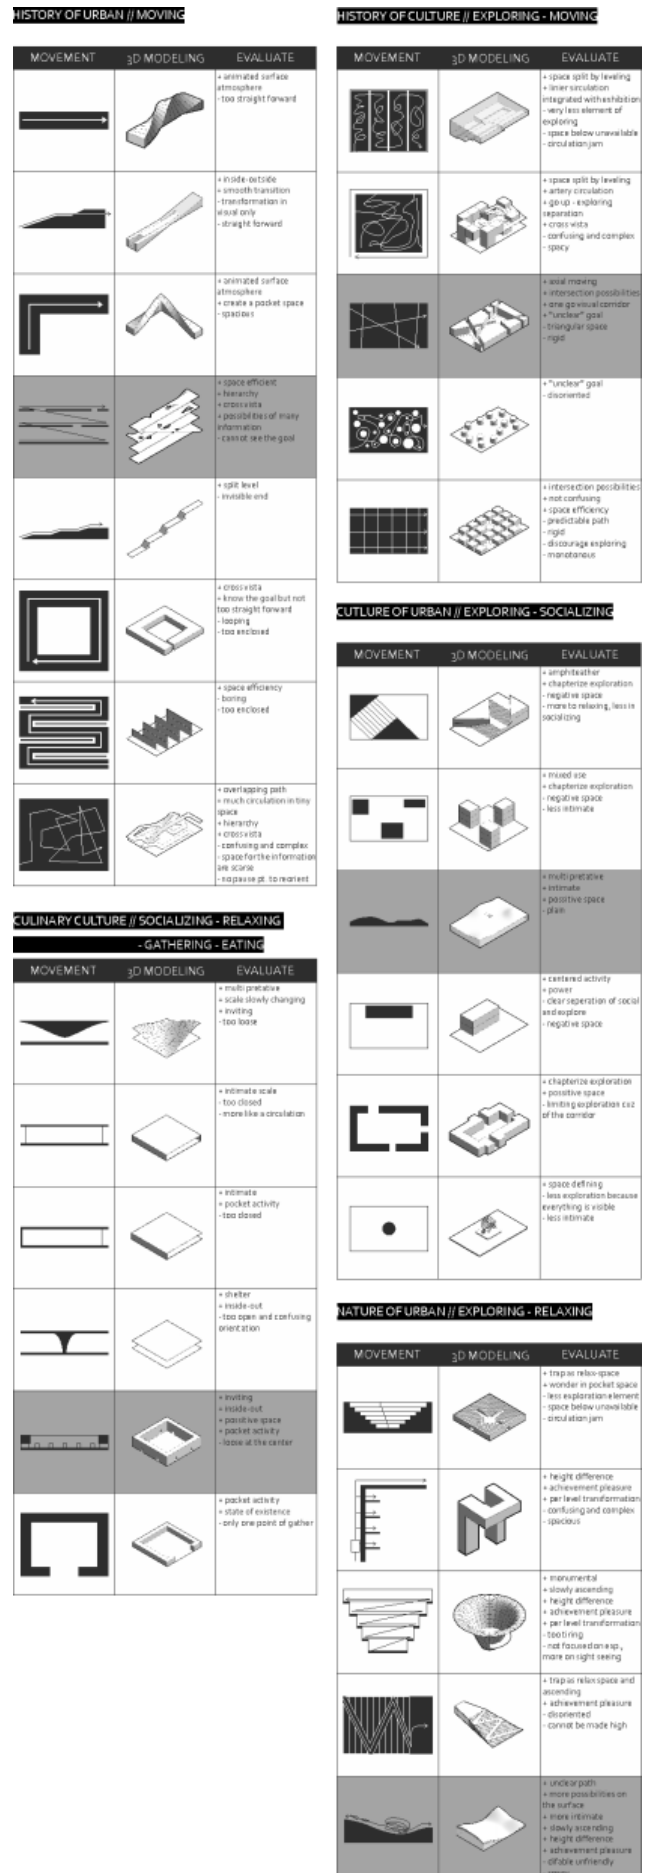 HISTORY OF URBAN // MOVING
MOVEMENT 3D MODELING EVALUATE
+ animated surface
atmosphere
- too straight forward
+ inside-outside
+ smooth transition
- transformation in
visual only
- straight forward
+ animated surface
atmosphere
+ create a pocket space
- spacious
+ space efficient
+ hierarchy
+ cross vista
+ possibilities of many
information
- cannot see the goal
+ split level
- invisible end
+ cross vista
+ know the goal but not
too straight forward
- looping
- too enclosed
+ space efficiency
- boring
- too enclosed
+ overlapping path
+ much circulation in tiny
space
+ hierarchy
+ cross vista
- confusing and complex
- space for the information
are scarse
- no pause pt. to reorient
CULINARY CULTURE // SOCIALIZING - RELAXING
- GATHERING - EATING
MOVEMENT 3D MODELING EVALUATE
+ multi pretative
+ scale slowly changing
+ inviting
- too loose
+ intimate scale
- too closed
- more like a circulation
+ intimate
+ pocket activity
- too closed
+ shelter
+ inside-out
- too open and confusing
orientation
+ inviting
+ inside-out
+ possitive space
+ pocket activity
- loose at the center
+ pocket activity
+ state of existence
- only one point of gather
HISTORY OF CULTURE // EXPLORING - MOVING
MOVEMENT 3D MODELING EVALUATE
+ space split by leveling
+ linier sirculation
integrated with exhibition
- very less element of
exploring
- space below unavailable
- circulation jam
+ space split by leveling
+ artery circulation
+ go up - exploring
separation
+ cross vista
- confusing and complex
- spacy
+ axial moving
+ intersection possibilities
+ one go visual corridor
+ "unclear" goal
- triangular space
- rigid
+ "unclear" goal
- disoriented
+ intersection possibilities
+ not confusing
+ space efficiency
- predictable path
- rigid
- discourage exploring
- monotonous
CUTLURE OF URBAN // EXPLORING - SOCIALIZING
MOVEMENT 3D MODELING EVALUATE
+ amphiteather
+ chapterize exploration
- negative space
- more to relaxing, less in
socializing
+ mixed use
+ chapterize exploration
- negative space
- less intimate
+ multi pretative
+ intimate
+ possitive space
- plain
+ centered activity
+ power
- clear seperation of social
and explore
- negative space
+ chapterize exploration
+ possitive space
- limiting exploration cuz
of the corridor
+ space defining
- less exploration because
everything is visible
- less intimate
NATURE OF URBAN // EXPLORING - RELAXING
MOVEMENT 3D MODELING EVALUATE
+ trap as relax-space
+ wonder in pocket space
- less exploration element
- space below unavailable
- circulation jam
+ height difference
+ achievement pleasure
+ per level transformation
- confusing and complex
- spacious
+ monumental
+ slowly ascending
+ height difference
+ achievement pleasure
+ per level transformation
- too tiring
- not focused on esp.,
more on sight seeing
+ trap as relax space and
ascending
+ achievement pleasure
- disoriented
- cannot be made high
+ unclear path
+ more possibilities on
the surface
+ more intimate
+ slowly ascending
+ height difference
+ achievement pleasure
- difable unfriendly